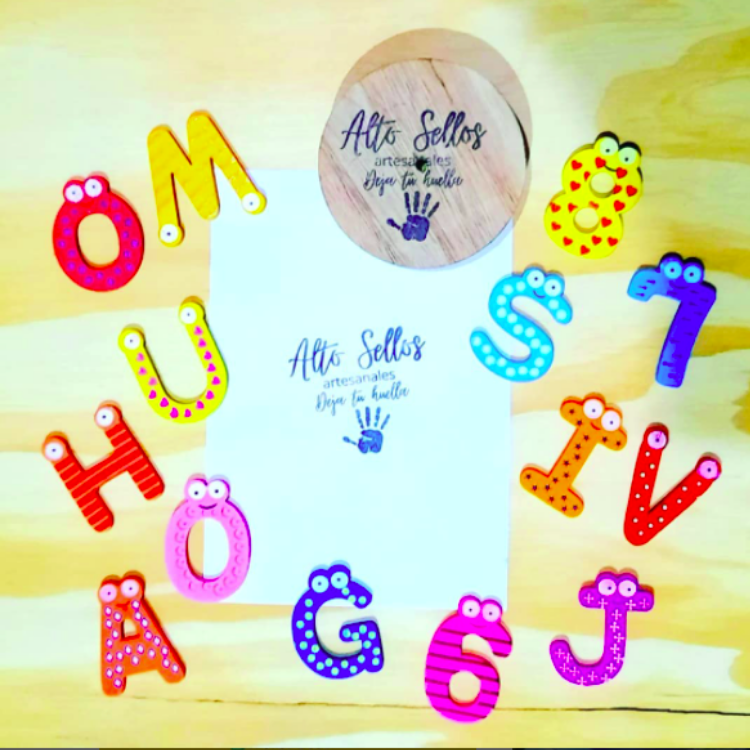 Alto Sellos
artesanales
Deja tu huella
M
O
8
S
7
U
Alto Sellos
artesanales
Deja tu huella
H
I
V
O
A
G
6
J